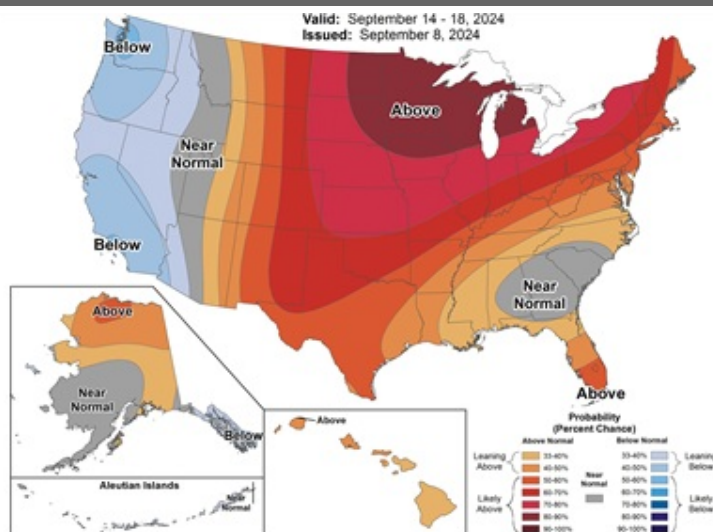 Valid: September 14 - 18, 2024
Issued: September 8, 2024
Below
Above
Near
Normal
Below
Near
Normal
Above
Above
Near
Normal
Below
Above
Aleutian Islands
Near
Normal
Probability
(Percent Chance)
Above Normal
Below Normal
Leaning
Above
33-40%
40-50%
50-60%
60-70%
70-80%
80-90%
90-100%
Likely
Above
Near
Normal
33-40%
40-50%
50-60%
60-70%
70-80%
80-90%
90-100%
Leaning
Below
Likely
Below